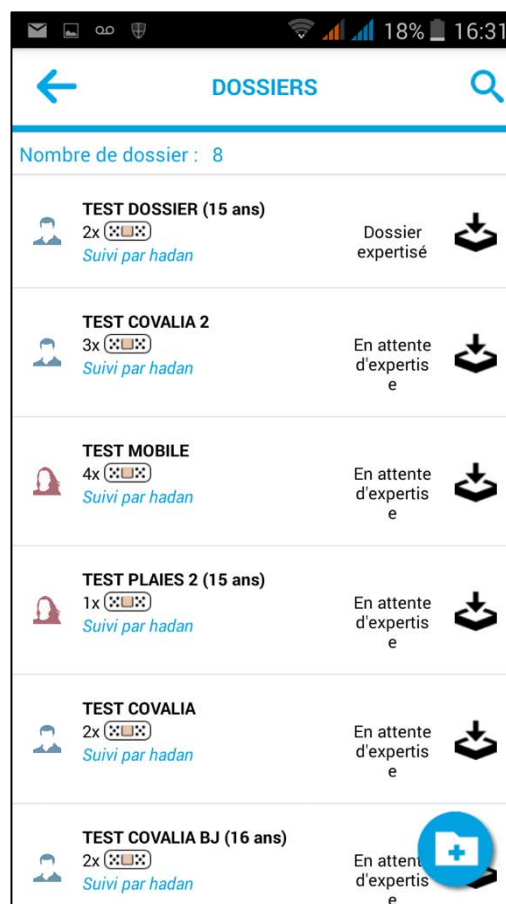 18% 16:31
DOSSIERS
Nombre de dossier : 8
TEST DOSSIER (15 ans)
2x
Suivi par hadan
Dossier
expertisé
TEST COVALIA 2
3x
Suivi par hadan
En attente
d'expertis
e
TEST MOBILE
4x
Suivi par hadan
En attente
d'expertis
e
TEST PLAIES 2 (15 ans)
1x
Suivi par hadan
En attente
d'expertis
e
TEST COVALIA
2x
Suivi par hadan
En attente
d'expertis
e
TEST COVALIA BJ (16 ans)
2x
Suivi par hadan
En
d'expertis
e